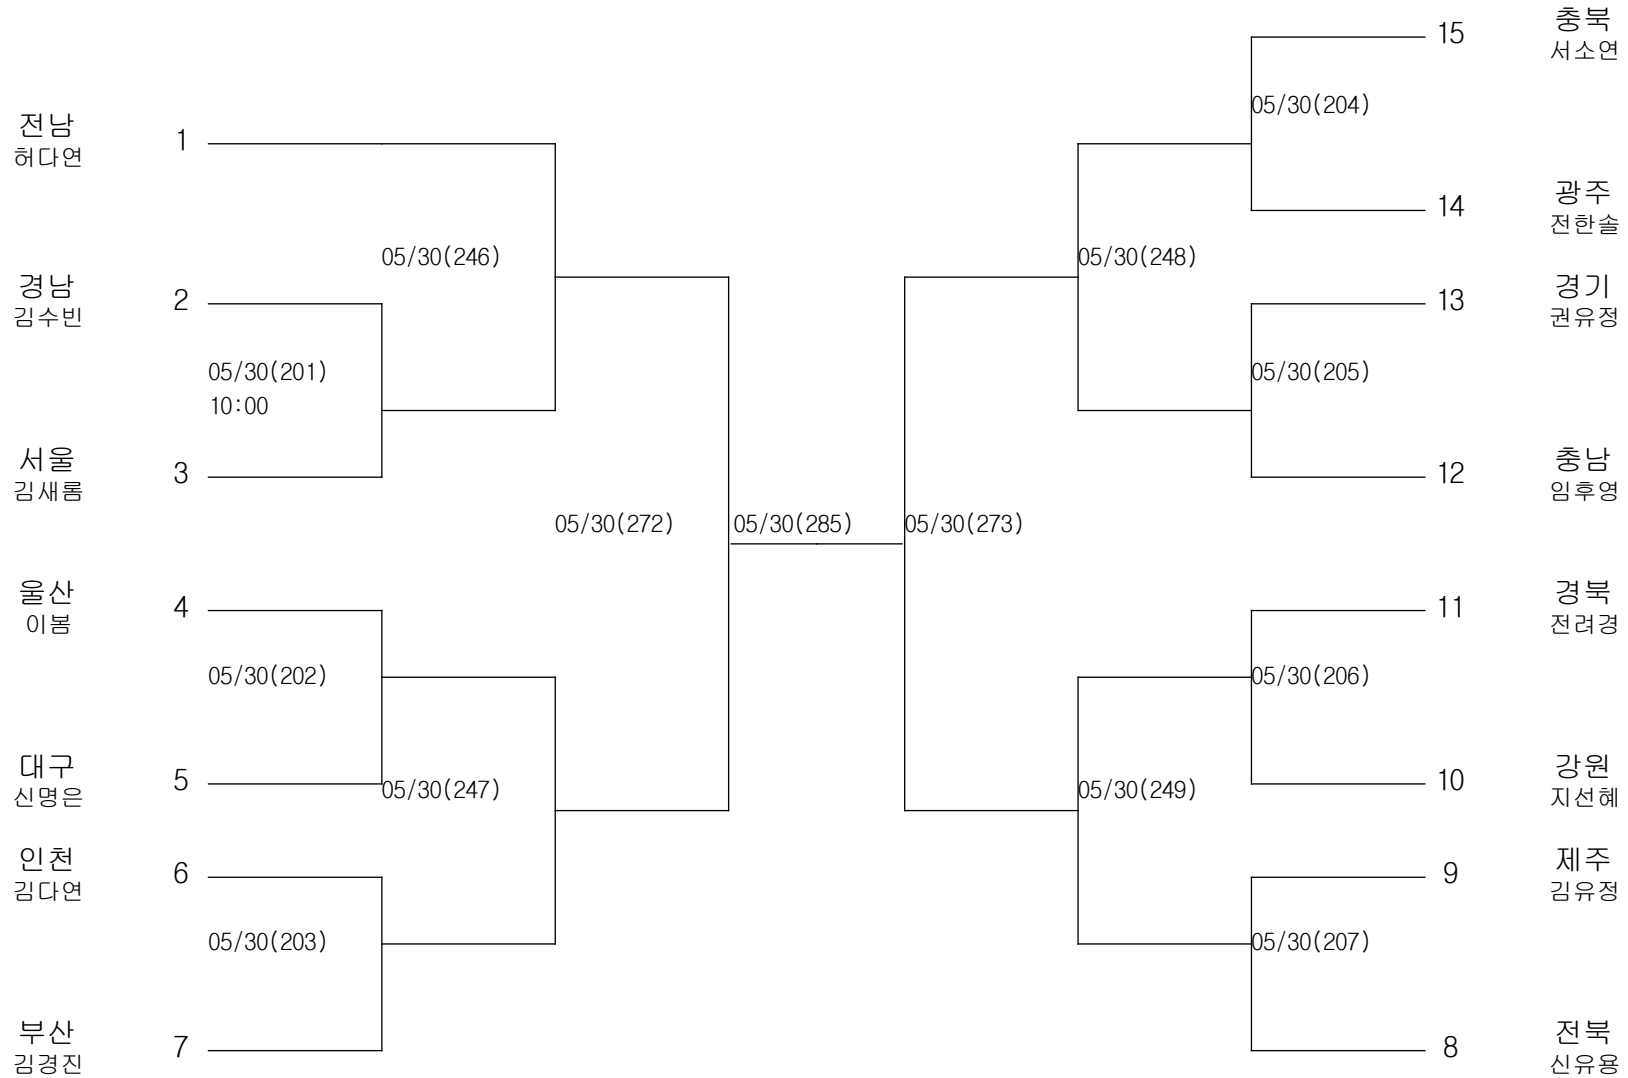 전남
허다연
1
경남
김수빈
2
05/30(201)
10:00
서울
김새롬
3
05/30(246)
울산
이봄
4
05/30(202)
대구
신명은
5
05/30(247)
인천
김다연
6
05/30(203)
부산
김경진
7
05/30(272)
05/30(285)
05/30(273)
15
충북
서소연
05/30(204)
14
광주
전한솔
05/30(248)
13
경기
권유정
05/30(205)
12
충남
임후영
11
경북
전려경
05/30(206)
10
강원
지선혜
05/30(249)
9
제주
김유정
05/30(207)
8
전북
신유용